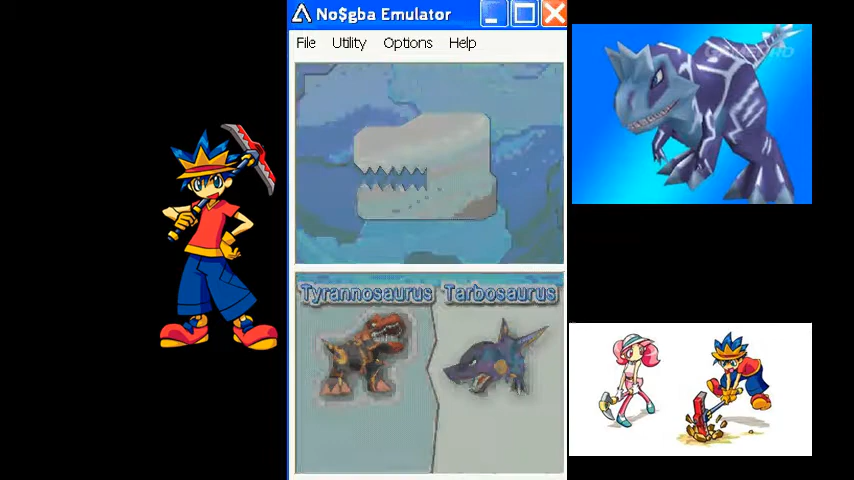 No$gba Emulator
File Utility Options Help
Tyrannosaurus Tarbosaurus